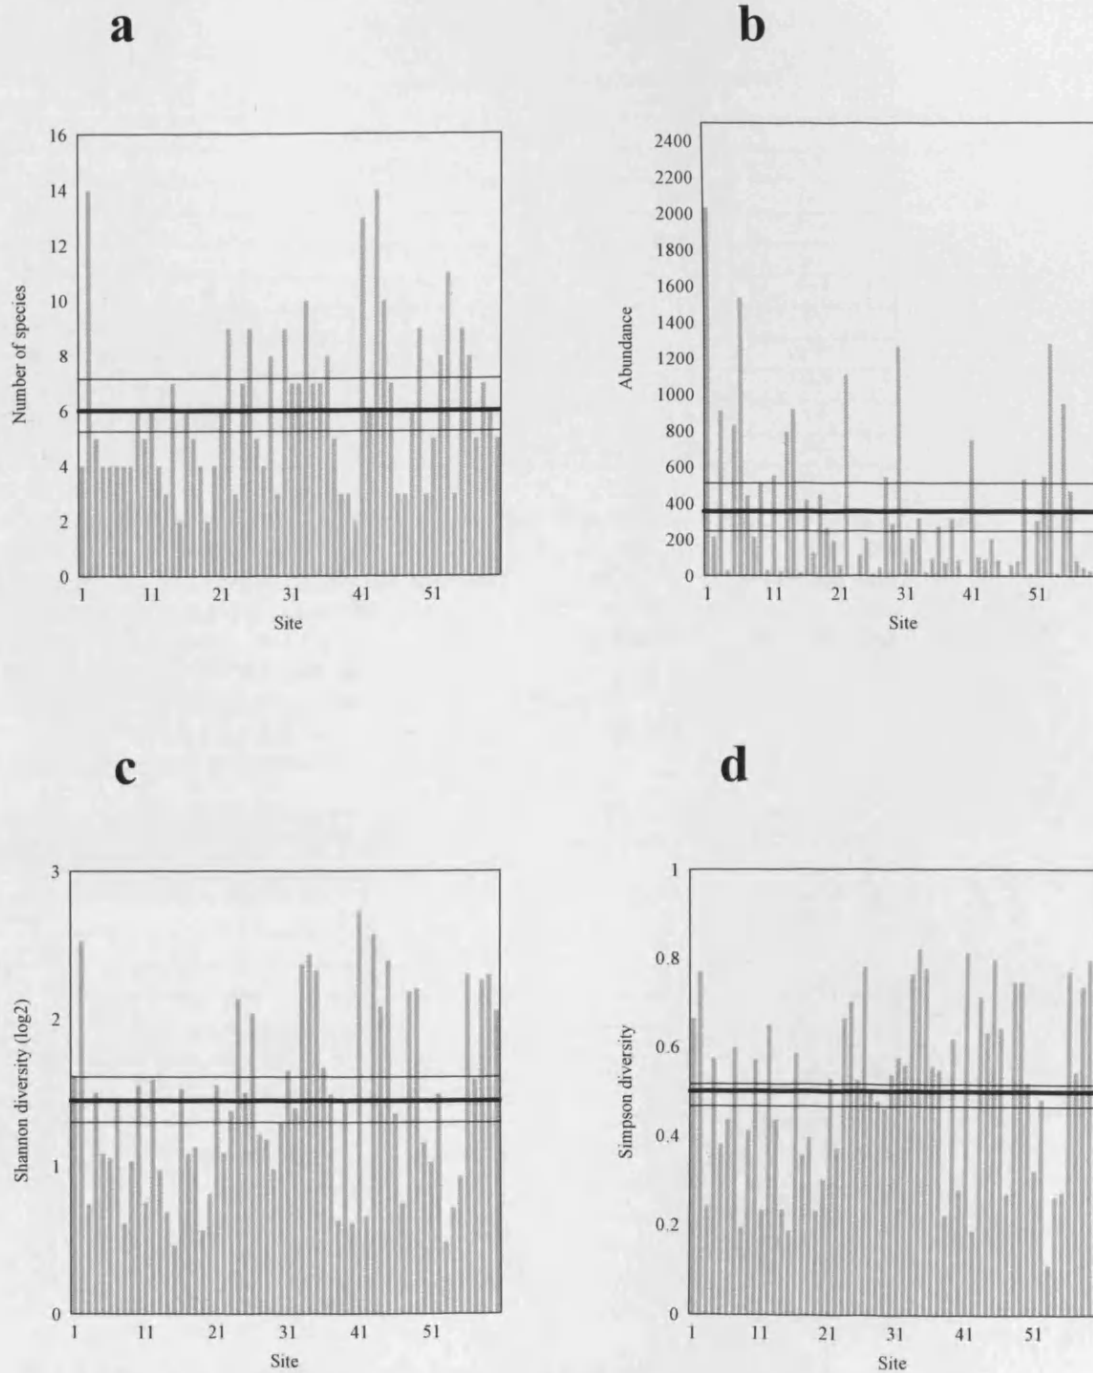 a
b
16
14
12
10
8
6
4
2
0
Number of species
1 11 21 31 41 51
Site
2400
2200
2000
1800
1600
1400
1200
1000
800
600
400
200
0
Abundance
1 11 21 31 41 51
Site
c
d
3
2
1
0
Shannon diversity (log2)
1 11 21 31 41 51
Site
1
0.8
0.6
0.4
0.2
0
Simpson diversity
1 11 21 31 41 51
Site